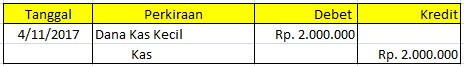 Tanggal Perkiraan Debet Kredit
4/11/2017 Dana Kas Kecil Rp. 2.000.000
Kas Rp. 2.000.000